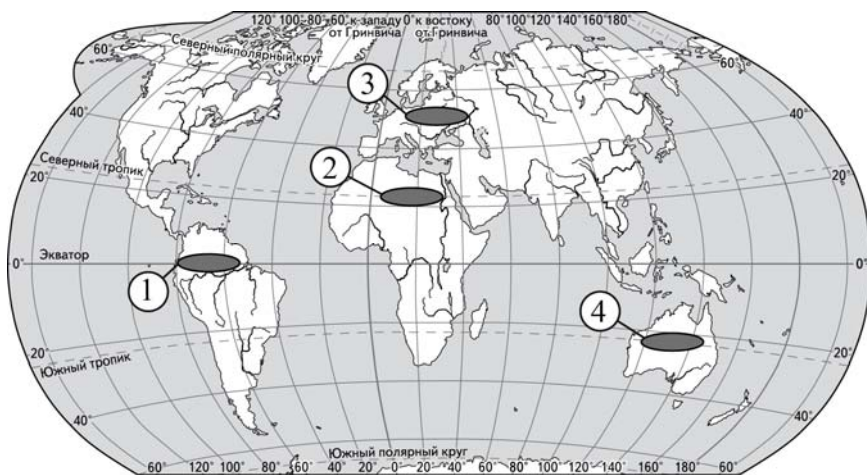 120˚ 100˚ 80˚ 60˚ к западу 0˚ к востоку 80˚ 100˚ 120˚ 140˚ 160˚ 180˚
от Гринвича от Гринвича
60˚ Северный полярный круг 60˚
3
40˚ 40˚
Северный тропик
2
20˚ 20˚
Экватор
0˚ 0˚
1
4
20˚ 20˚
Южный тропик
40˚ 40˚
Южный полярный круг
60˚ 120˚ 100˚ 80˚ 60˚ 40˚ 20˚ 0˚ 20˚ 40˚ 60˚ 80˚ 100˚ 120˚ 140˚ 160˚ 180˚ 60˚